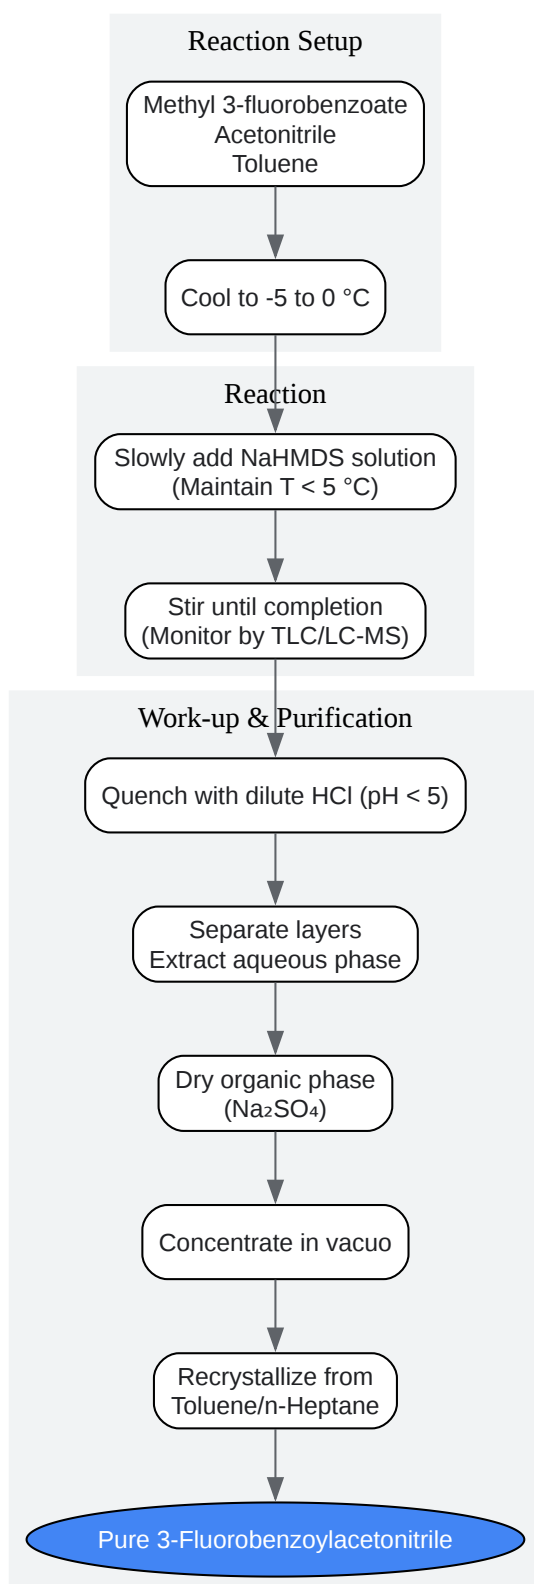 Reaction Setup
Methyl 3-fluorobenzoate
Acetonitrile
Toluene
Cool to -5 to 0 °C
Reaction
Slowly add NaHMDS solution
(Maintain T < 5 °C)
Stir until completion
(Monitor by TLC/LC-MS)
Work-up & Purification
Quench with dilute HCl (pH < 5)
Separate layers
Extract aqueous phase
Dry organic phase
(Na₂SO₄)
Concentrate in vacuo
Recrystallize from
Toluene/n-Heptane
Pure 3-Fluorobenzoylacetonitrile